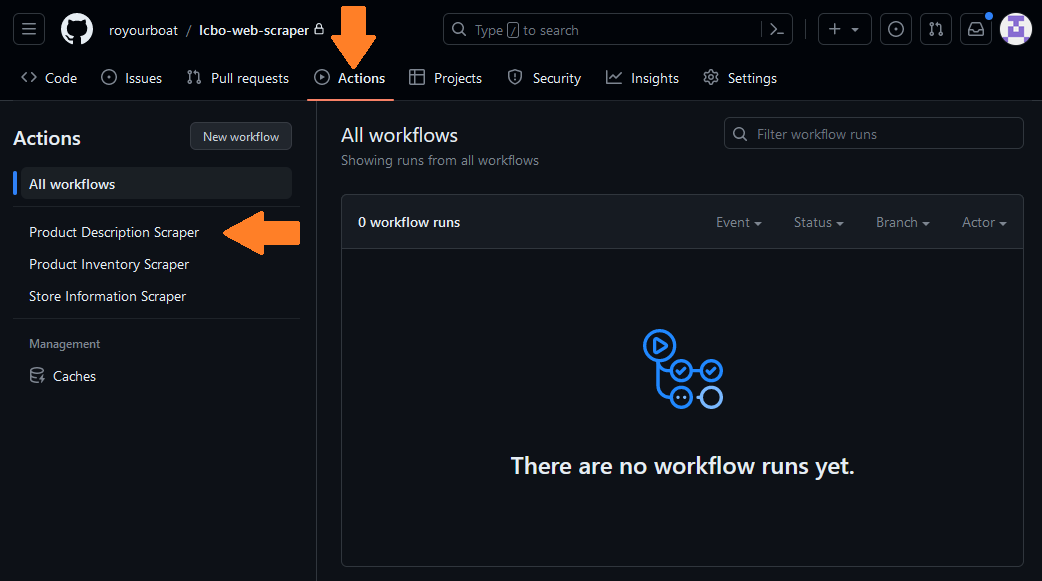 royourboat / lcbo-web-scraper
Type / to search
Code Issues Pull requests Actions Projects Security Insights Settings
Actions
New workflow
All workflows
Product Description Scraper
Product Inventory Scraper
Store Information Scraper
Management
Caches
All workflows
Showing runs from all workflows
Filter workflow runs
0 workflow runs
Event Status Branch Actor
There are no workflow runs yet.